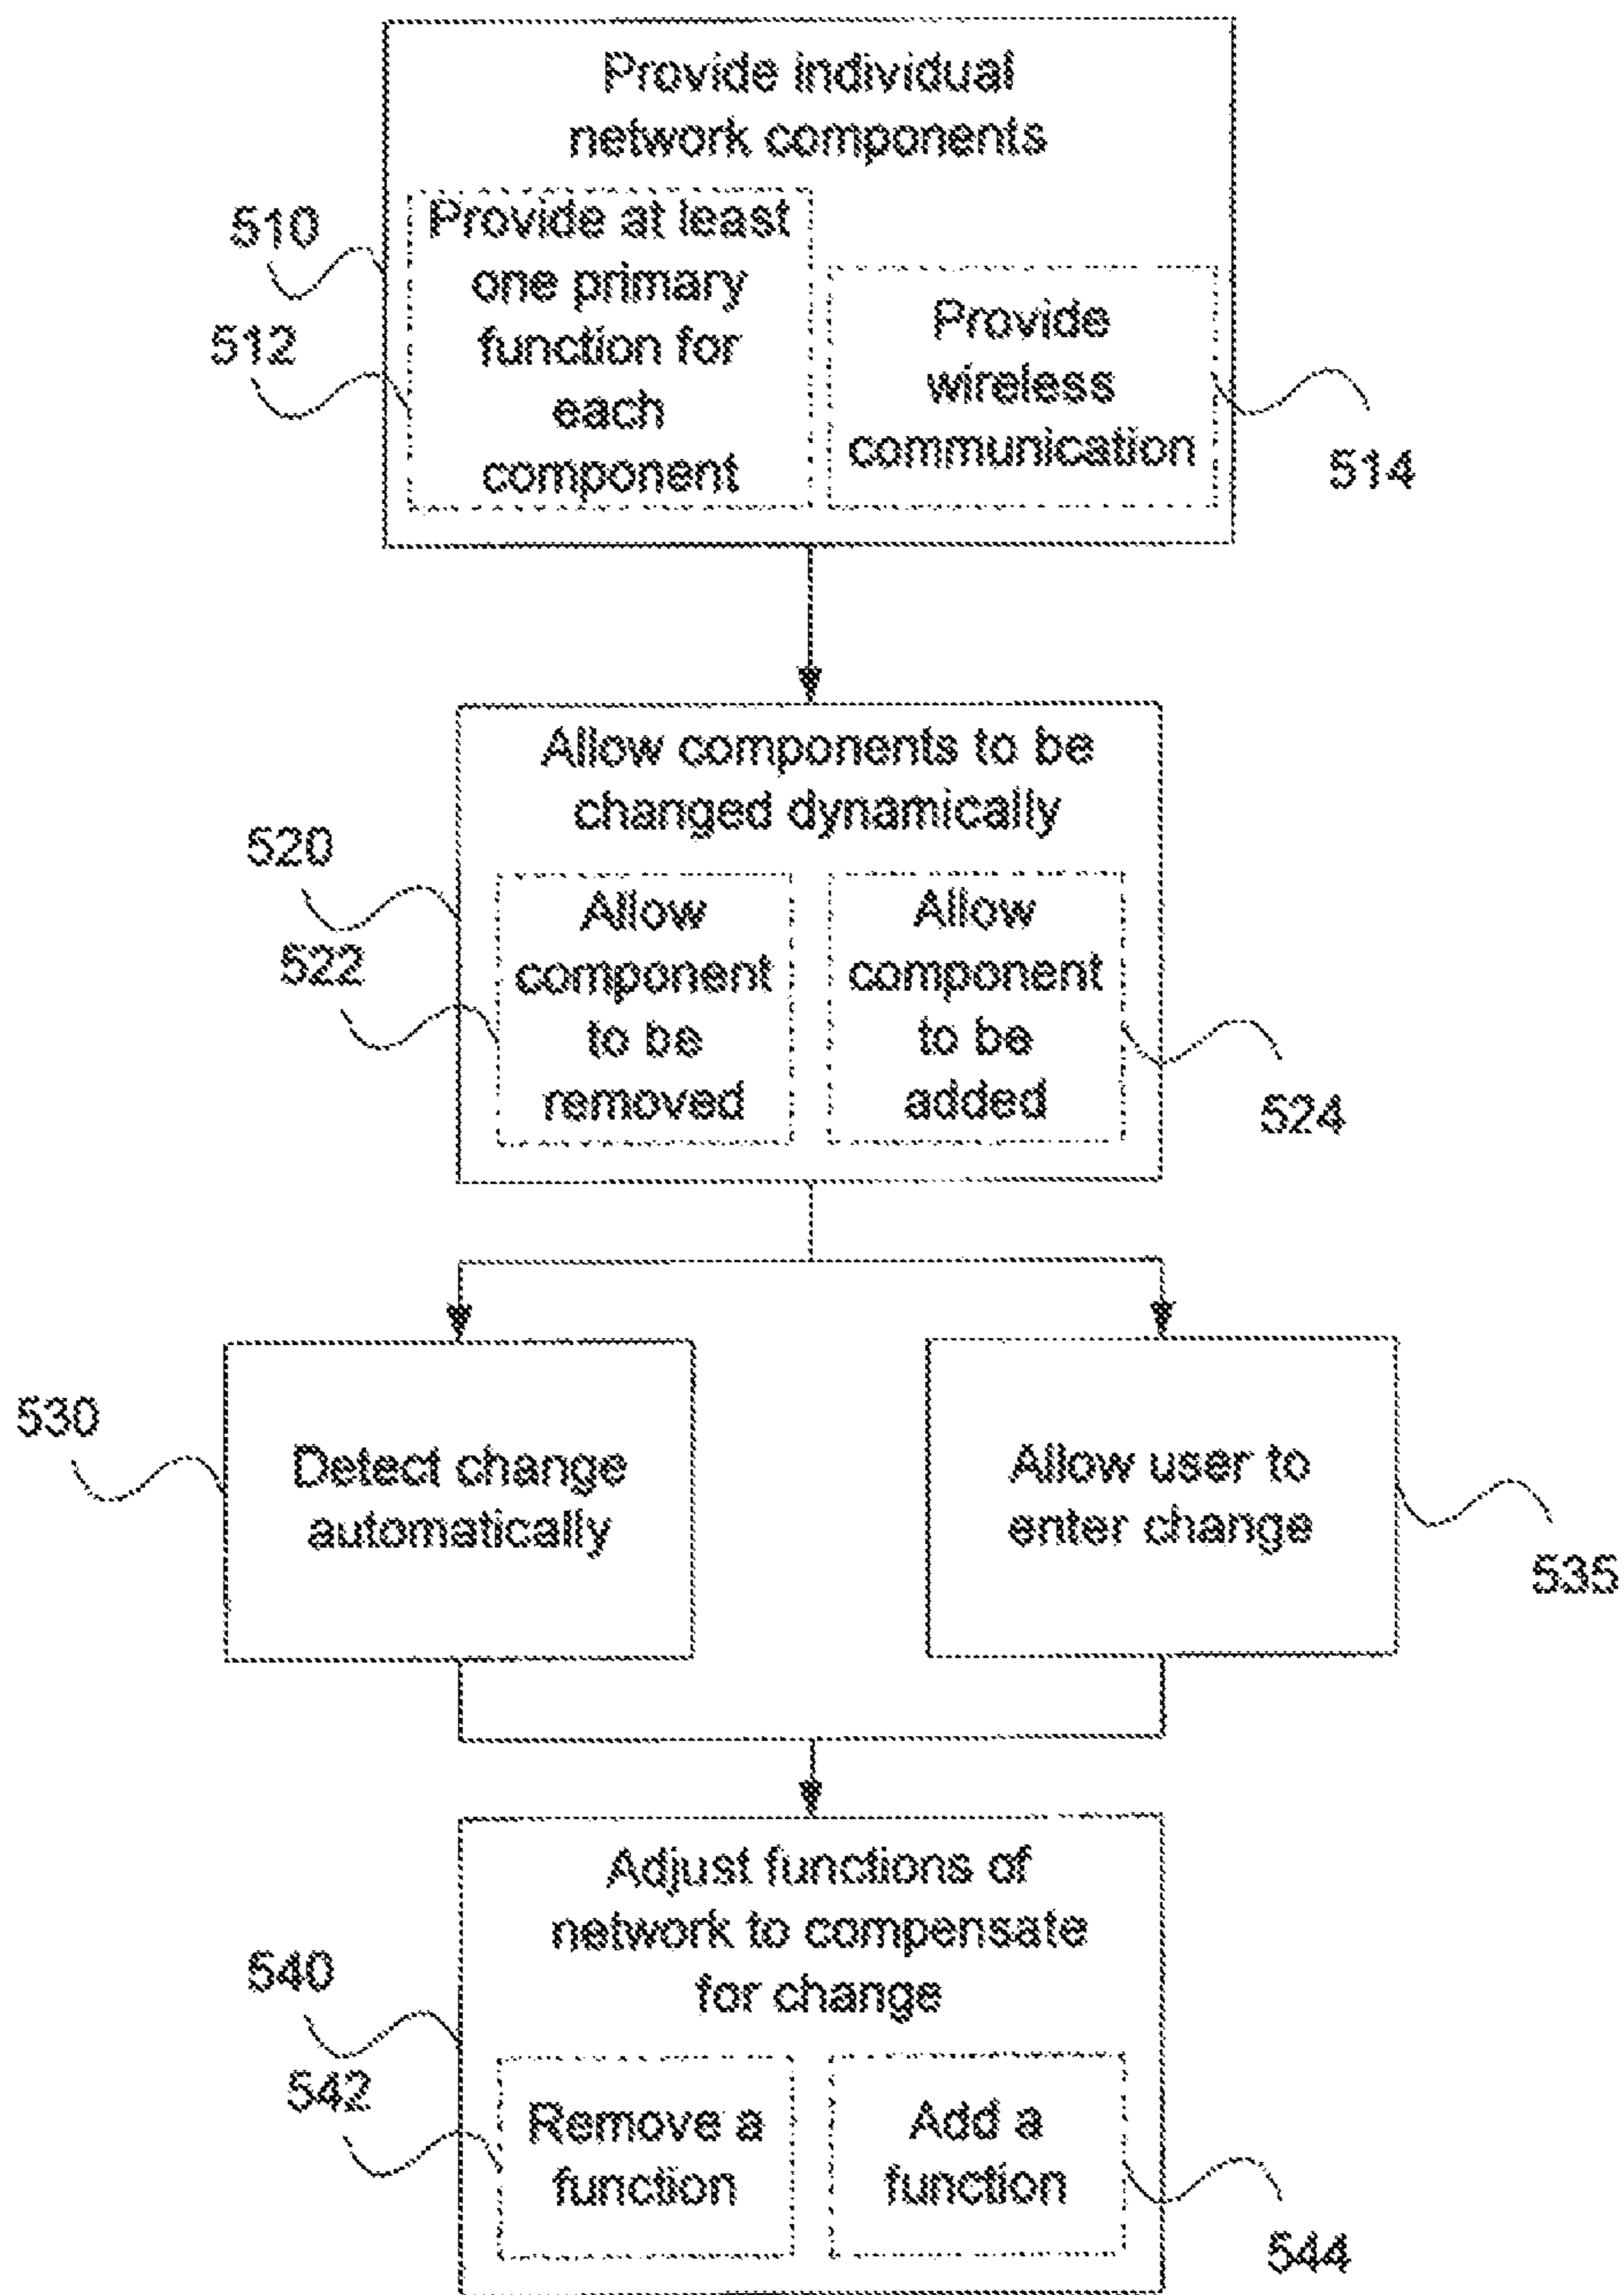 Provide individual
network components
510
Provide at least
one primary
function for
each
component
512
Provide
wireless
communication
514
Allow components to be
changed dynamically
520
522
Allow
component
to be
removed
Allow
component
to be
added
524
530
Detect change
automatically
Allow user to
enter change
535
Adjust functions of
network to compensate
for change
540
542
Remove a
function
Add a
function
544